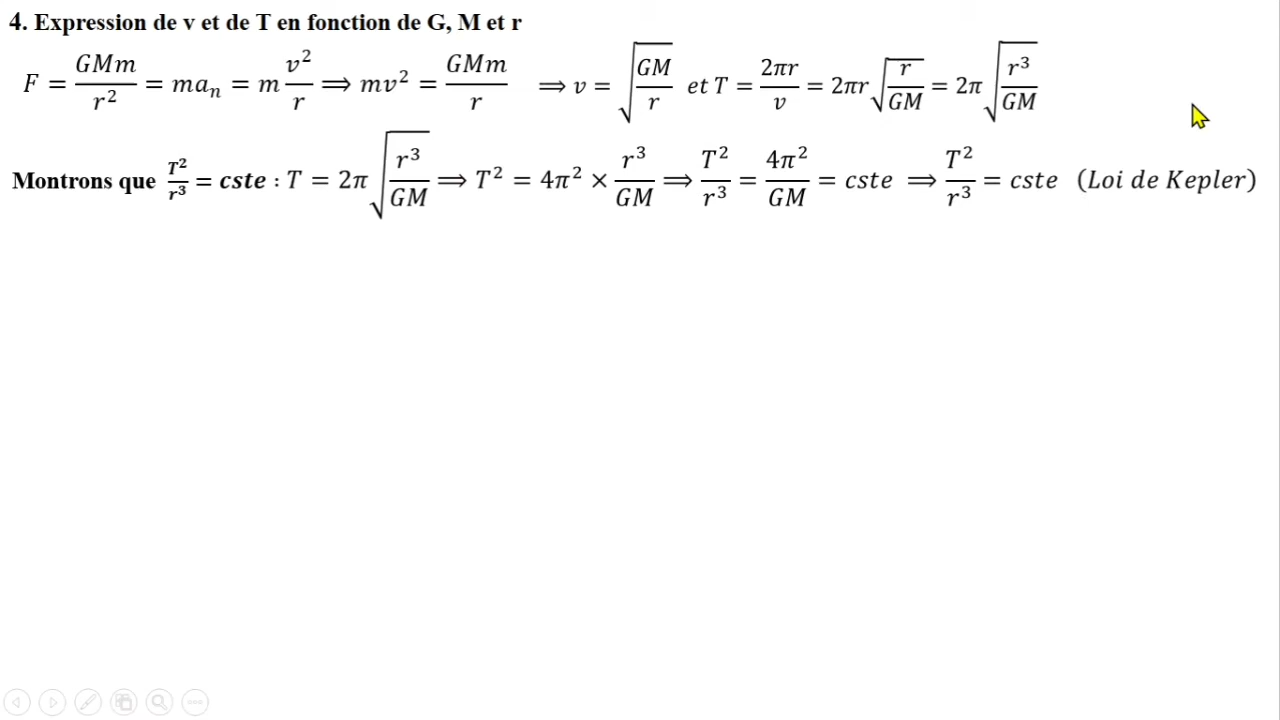 4. Expression de v et de T en fonction de G, M et r
F = GMm/r² = maₙ = m v²/r ⟹ mv² = GMm/r ⟹ v = √(GM/r) et T = 2πr/v = 2πr√(r/GM) = 2π√(r³/GM)
Montrons que T²/r³ = cste : T = 2π√(r³/GM) ⟹ T² = 4π² × r³/GM ⟹ T²/r³ = 4π²/GM = cste ⟹ T²/r³ = cste (Loi de Kepler)